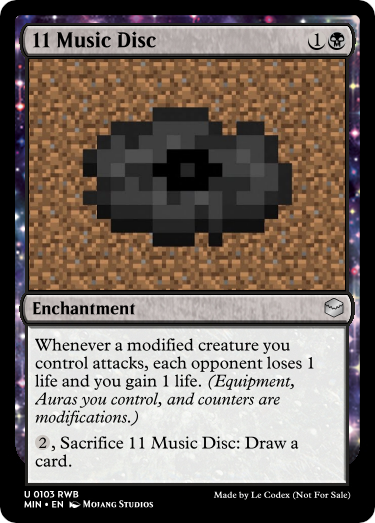 11 Music Disc 1
Enchantment
Whenever a modified creature you
control attacks, each opponent loses 1
life and you gain 1 life. (Equipment,
Auras you control, and counters are
modifications.)
2, Sacrifice 11 Music Disc: Draw a
card.
U 0103 RWB
MIN • EN Mojang Studios
Made by Le Codex (Not For Sale)